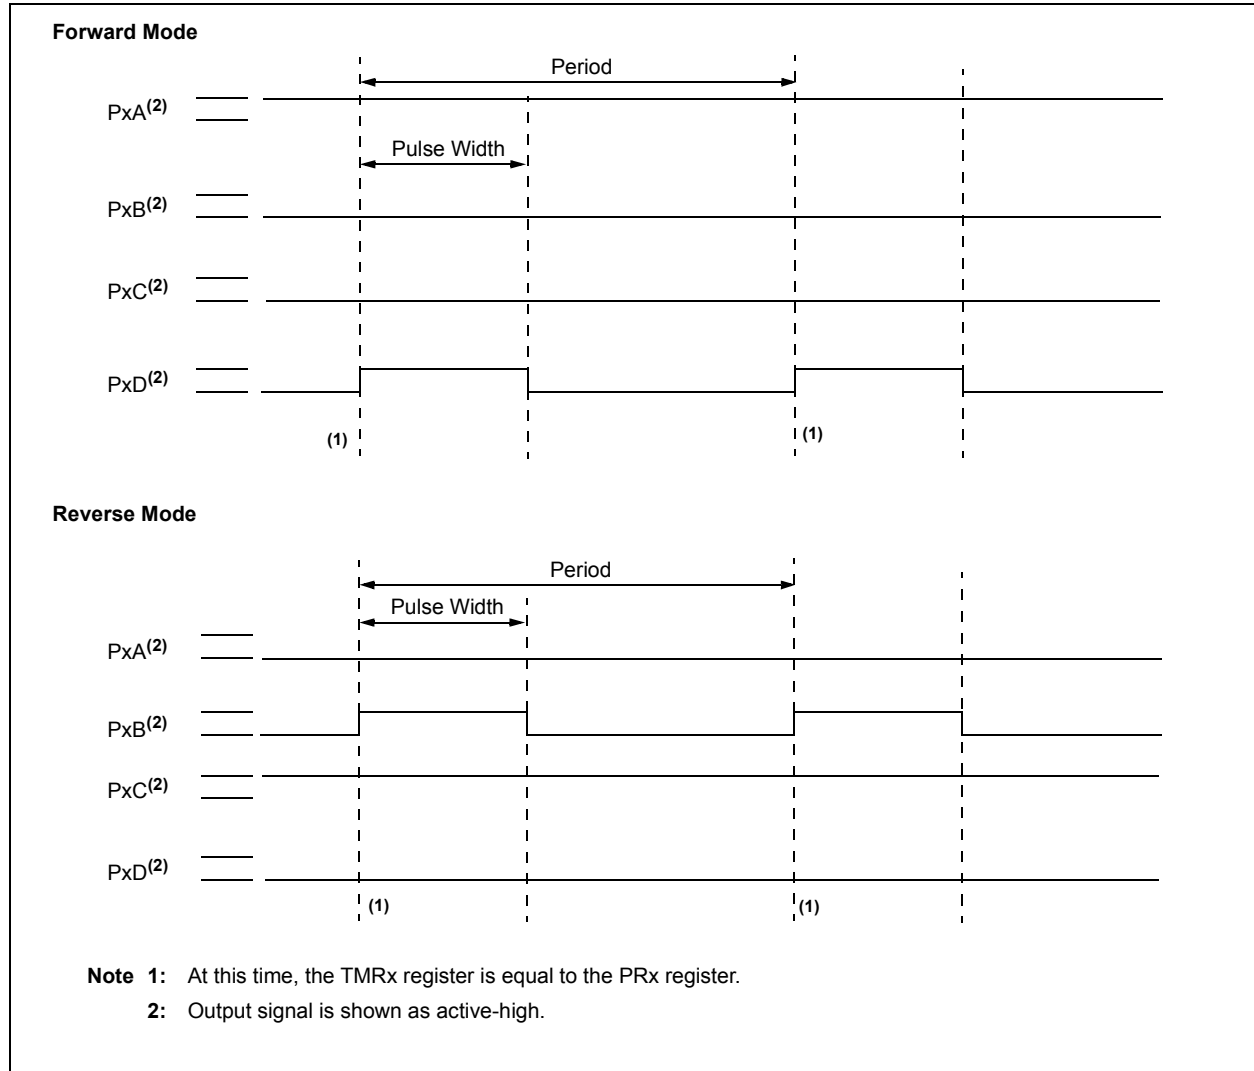 Forward Mode
Period
PxA(2)
Pulse Width
PxB(2)
PxC(2)
PxD(2)
(1)
(1)
Reverse Mode
Period
Pulse Width
PxA(2)
PxB(2)
PxC(2)
PxD(2)
(1)
(1)
Note 1: At this time, the TMRx register is equal to the PRx register.
2: Output signal is shown as active-high.